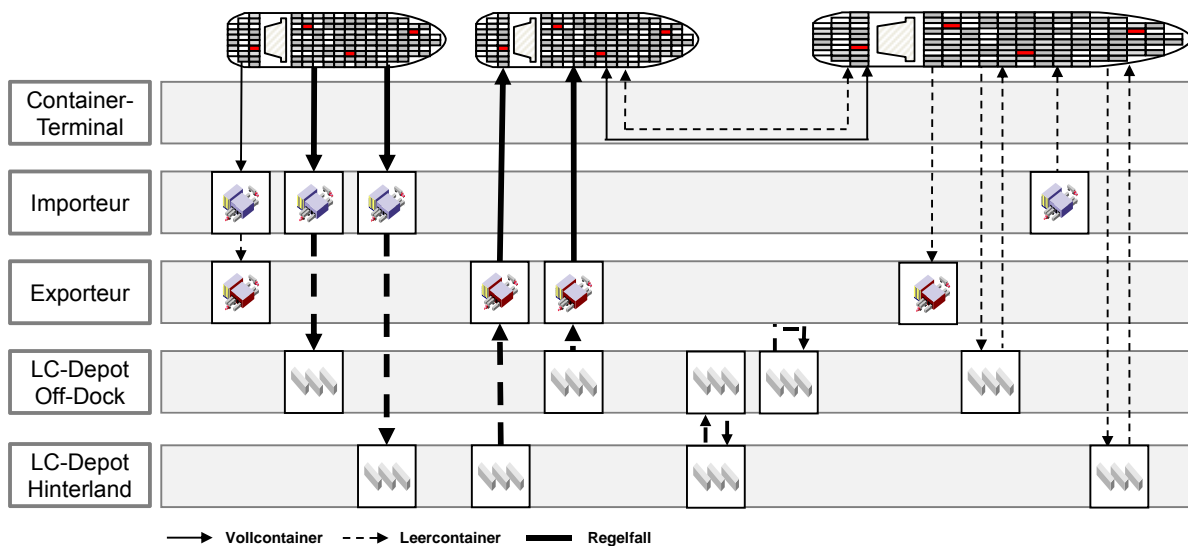 Container-
Terminal
Importeur
Exporteur
LC-Depot
Off-Dock
LC-Depot
Hinterland
Vollcontainer
Leercontainer
Regelfall